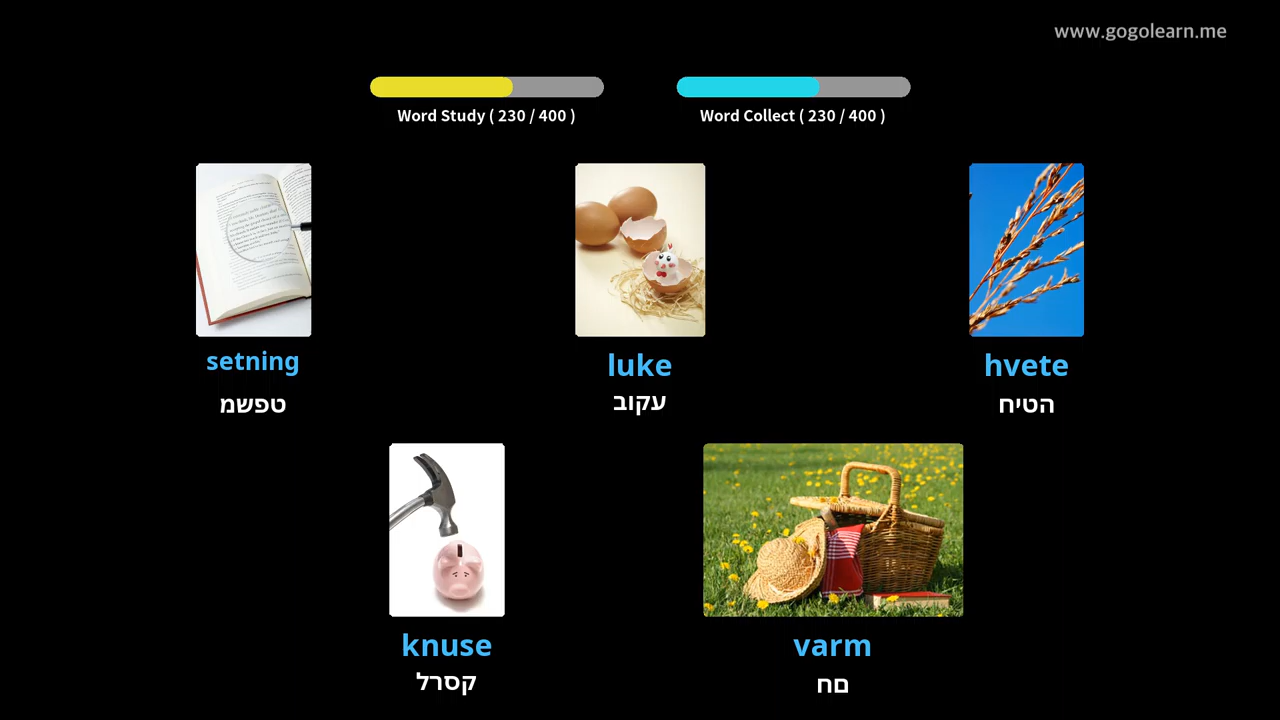 www.gogolearn.me
Word Study ( 230 / 400 )
Word Collect ( 230 / 400 )
setning
טפשמ
luke
עקוב
hvete
הטיח
knuse
קסרל
varm
םח